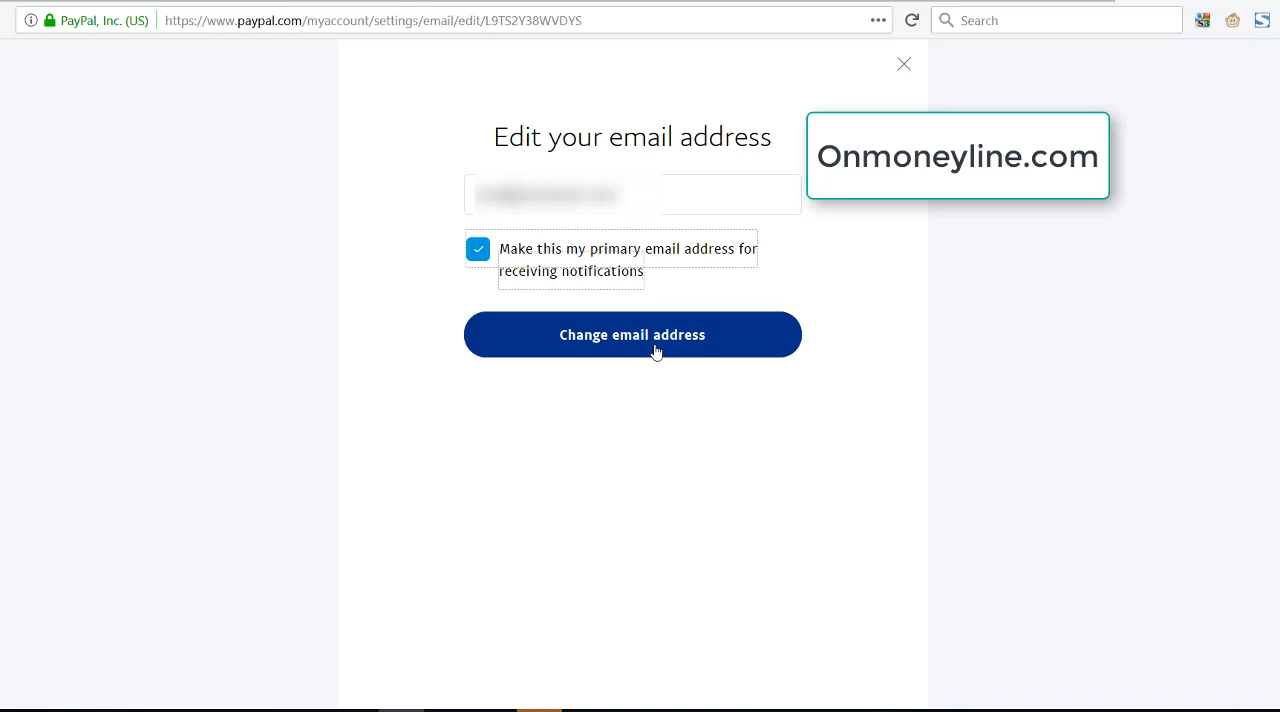 PayPal, Inc. (US)
https://www.paypal.com/myaccount/settings/email/edit/L9TS2Y38WVDYS
Search
Edit your email address
Onmoneyline.com
Make this my primary email address for
receiving notifications
Change email address